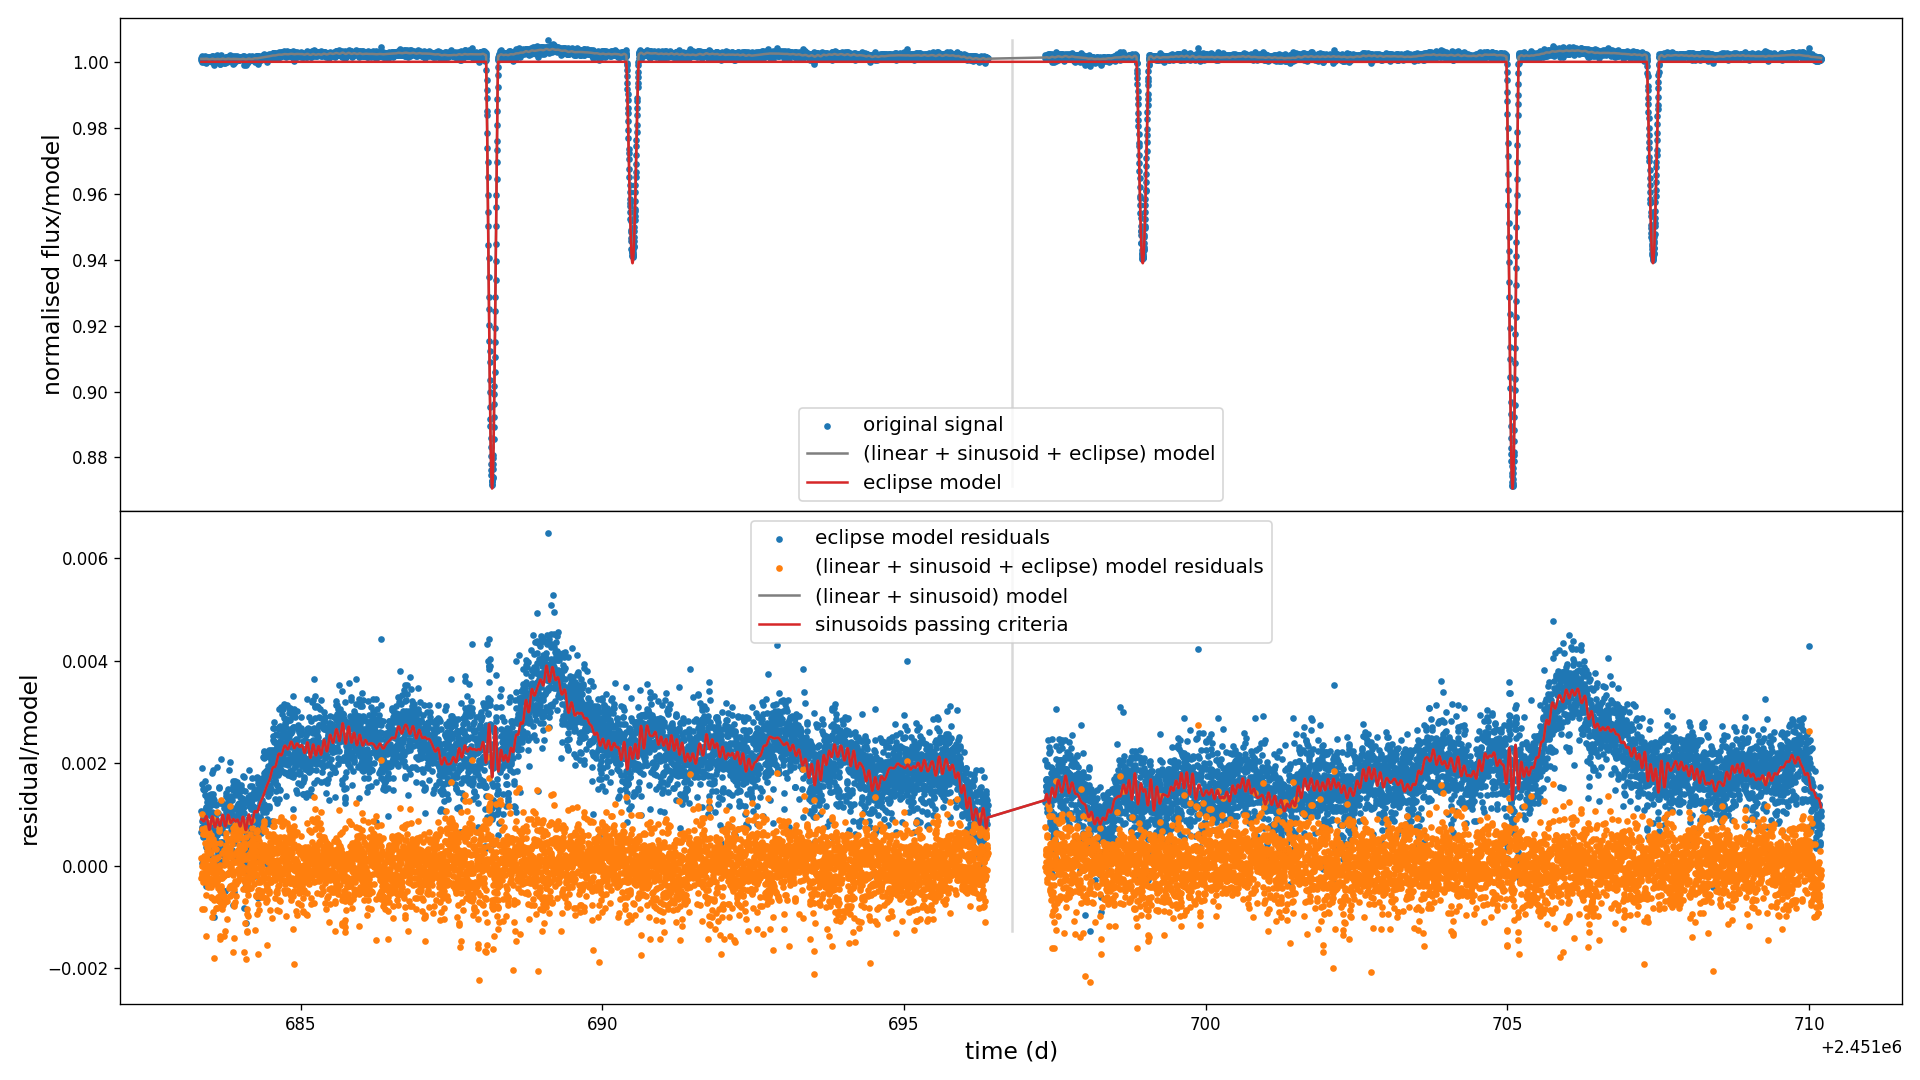 normalised flux/model
1.00
0.98
0.96
0.94
0.92
0.90
0.88
original signal
(linear + sinusoid + eclipse) model
eclipse model
residual/model
0.006
0.004
0.002
0.000
−0.002
eclipse model residuals
(linear + sinusoid + eclipse) model residuals
(linear + sinusoid) model
sinusoids passing criteria
685
690
695
700
705
710
time (d)
+2.451e6